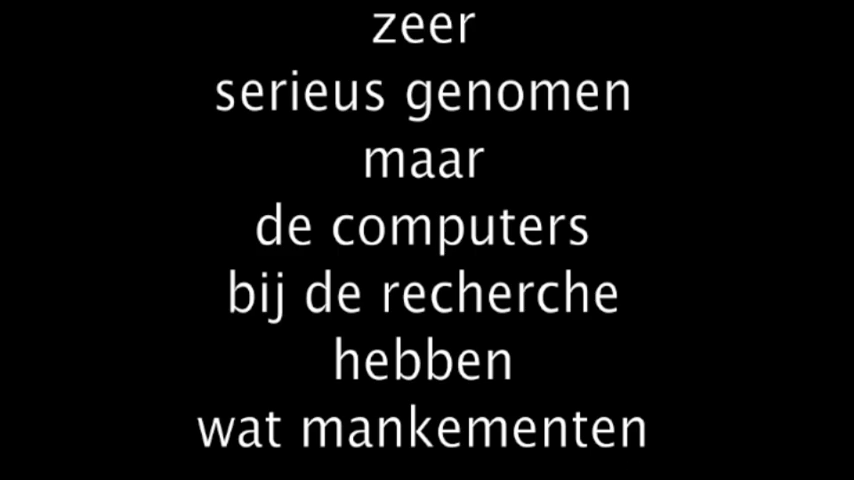 zeer
serieus genomen
maar
de computers
bij de recherche
hebben
wat mankementen